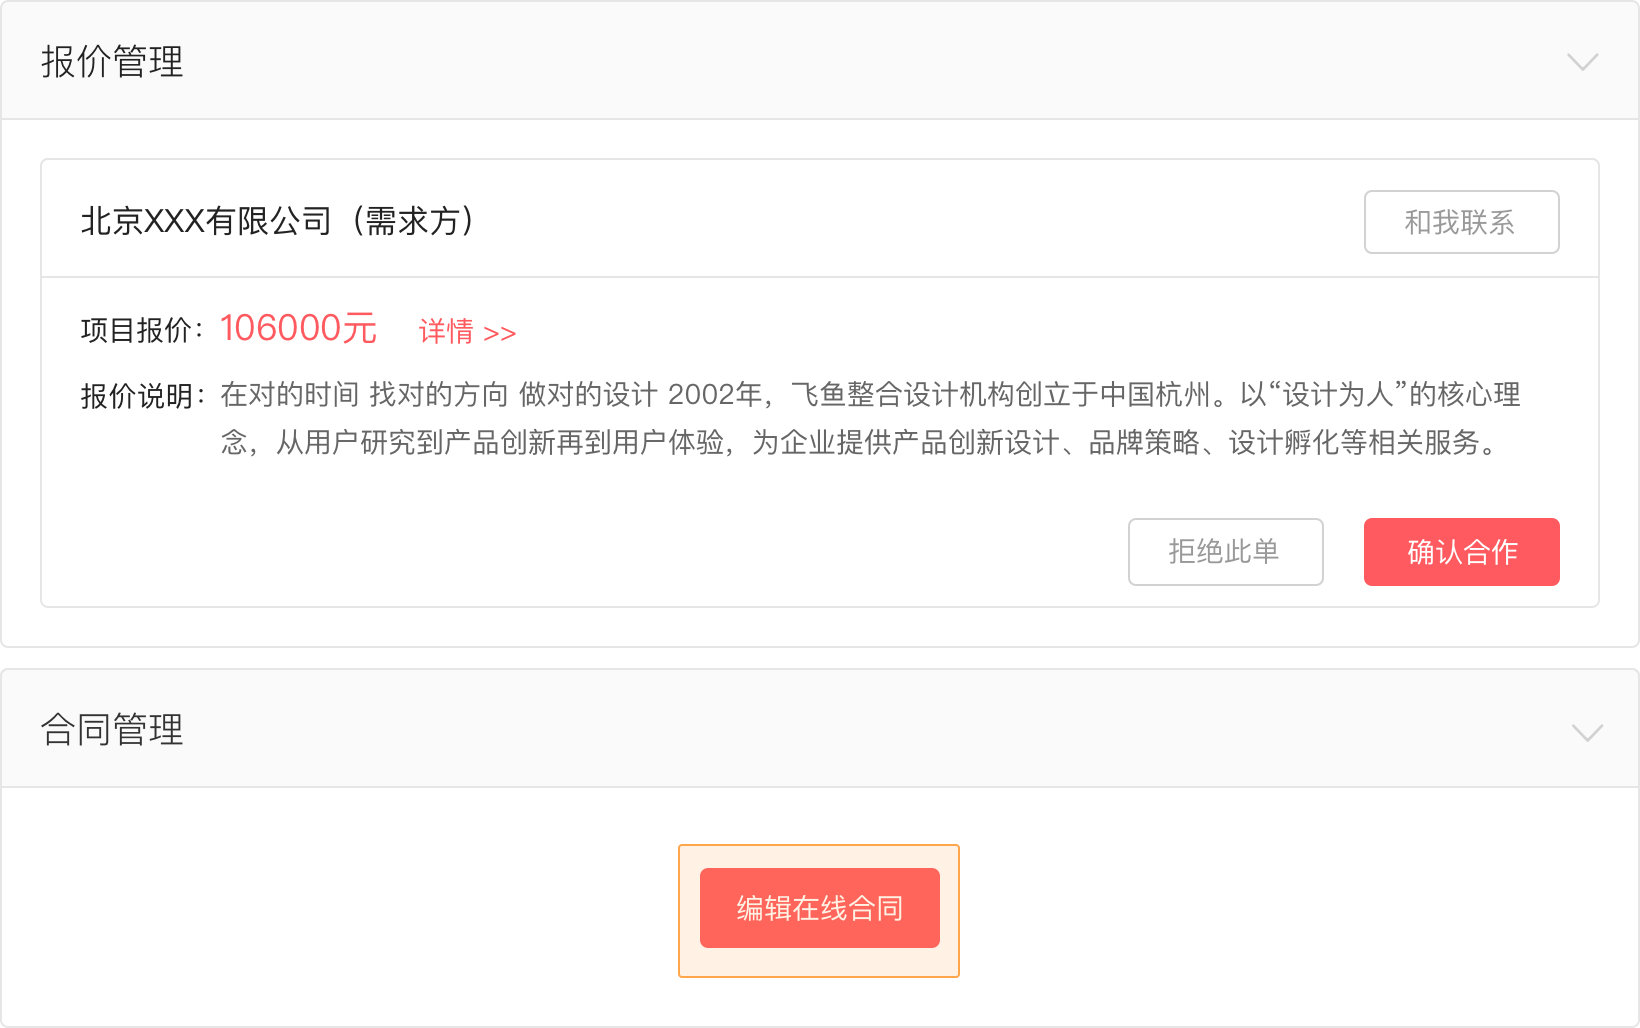 报价管理
北京XXX有限公司（需求方）
和我联系
项目报价：106000元 详情 >>
报价说明：在对的时间 找对的方向 做对的设计 2002年，飞鱼整合设计机构创立于中国杭州。以“设计为人”的核心理
念，从用户研究到产品创新再到用户体验，为企业提供产品创新设计、品牌策略、设计孵化等相关服务。
拒绝此单
确认合作
合同管理
编辑在线合同